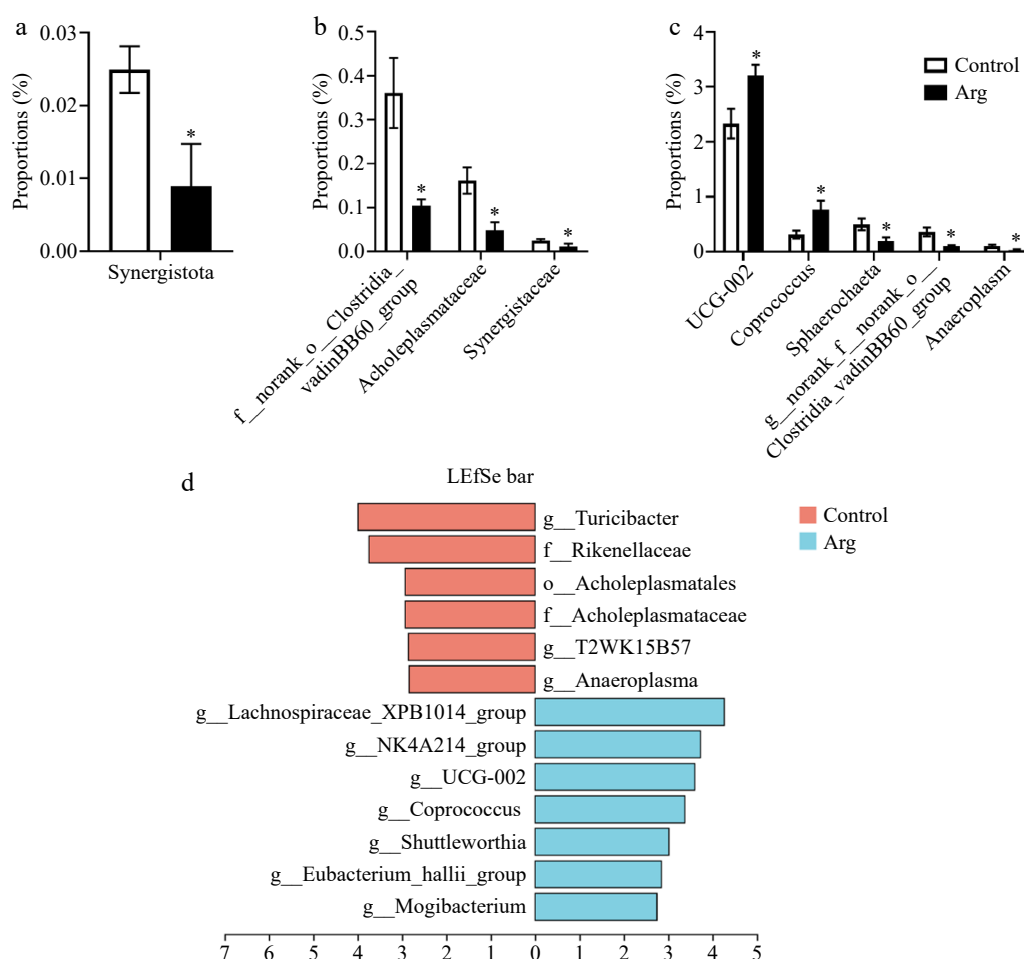 a
0.03
0.02
0.01
0.00
Proportions (%)
*
Synergistota
b
0.5
0.4
0.3
0.2
0.1
0.0
Proportions (%)
*
*
*
f__norank_o__Clostridia_
vadinBB60_group
Acholeplasmataceae
Synergistaceae
c
4
3
2
1
0
Proportions (%)
*
*
*
*
*
UCG-002
Coprococcus
Sphaerochaeta
g__norank_f__norank_o__
Clostridia_vadinBB60_group
Anaeroplasm
Control
Arg
d
LEfSe bar
g__Turicibacter
f__Rikenellaceae
o__Acholeplasmatales
f__Acholeplasmataceae
g__T2WK15B57
g__Anaeroplasma
g__Lachnospiraceae_XPB1014_group
g__NK4A214_group
g__UCG-002
g__Coprococcus
g__Shuttleworthia
g__Eubacterium_hallii_group
g__Mogibacterium
Control
Arg
7 6 5 4 3 2 1 0 1 2 3 4 5